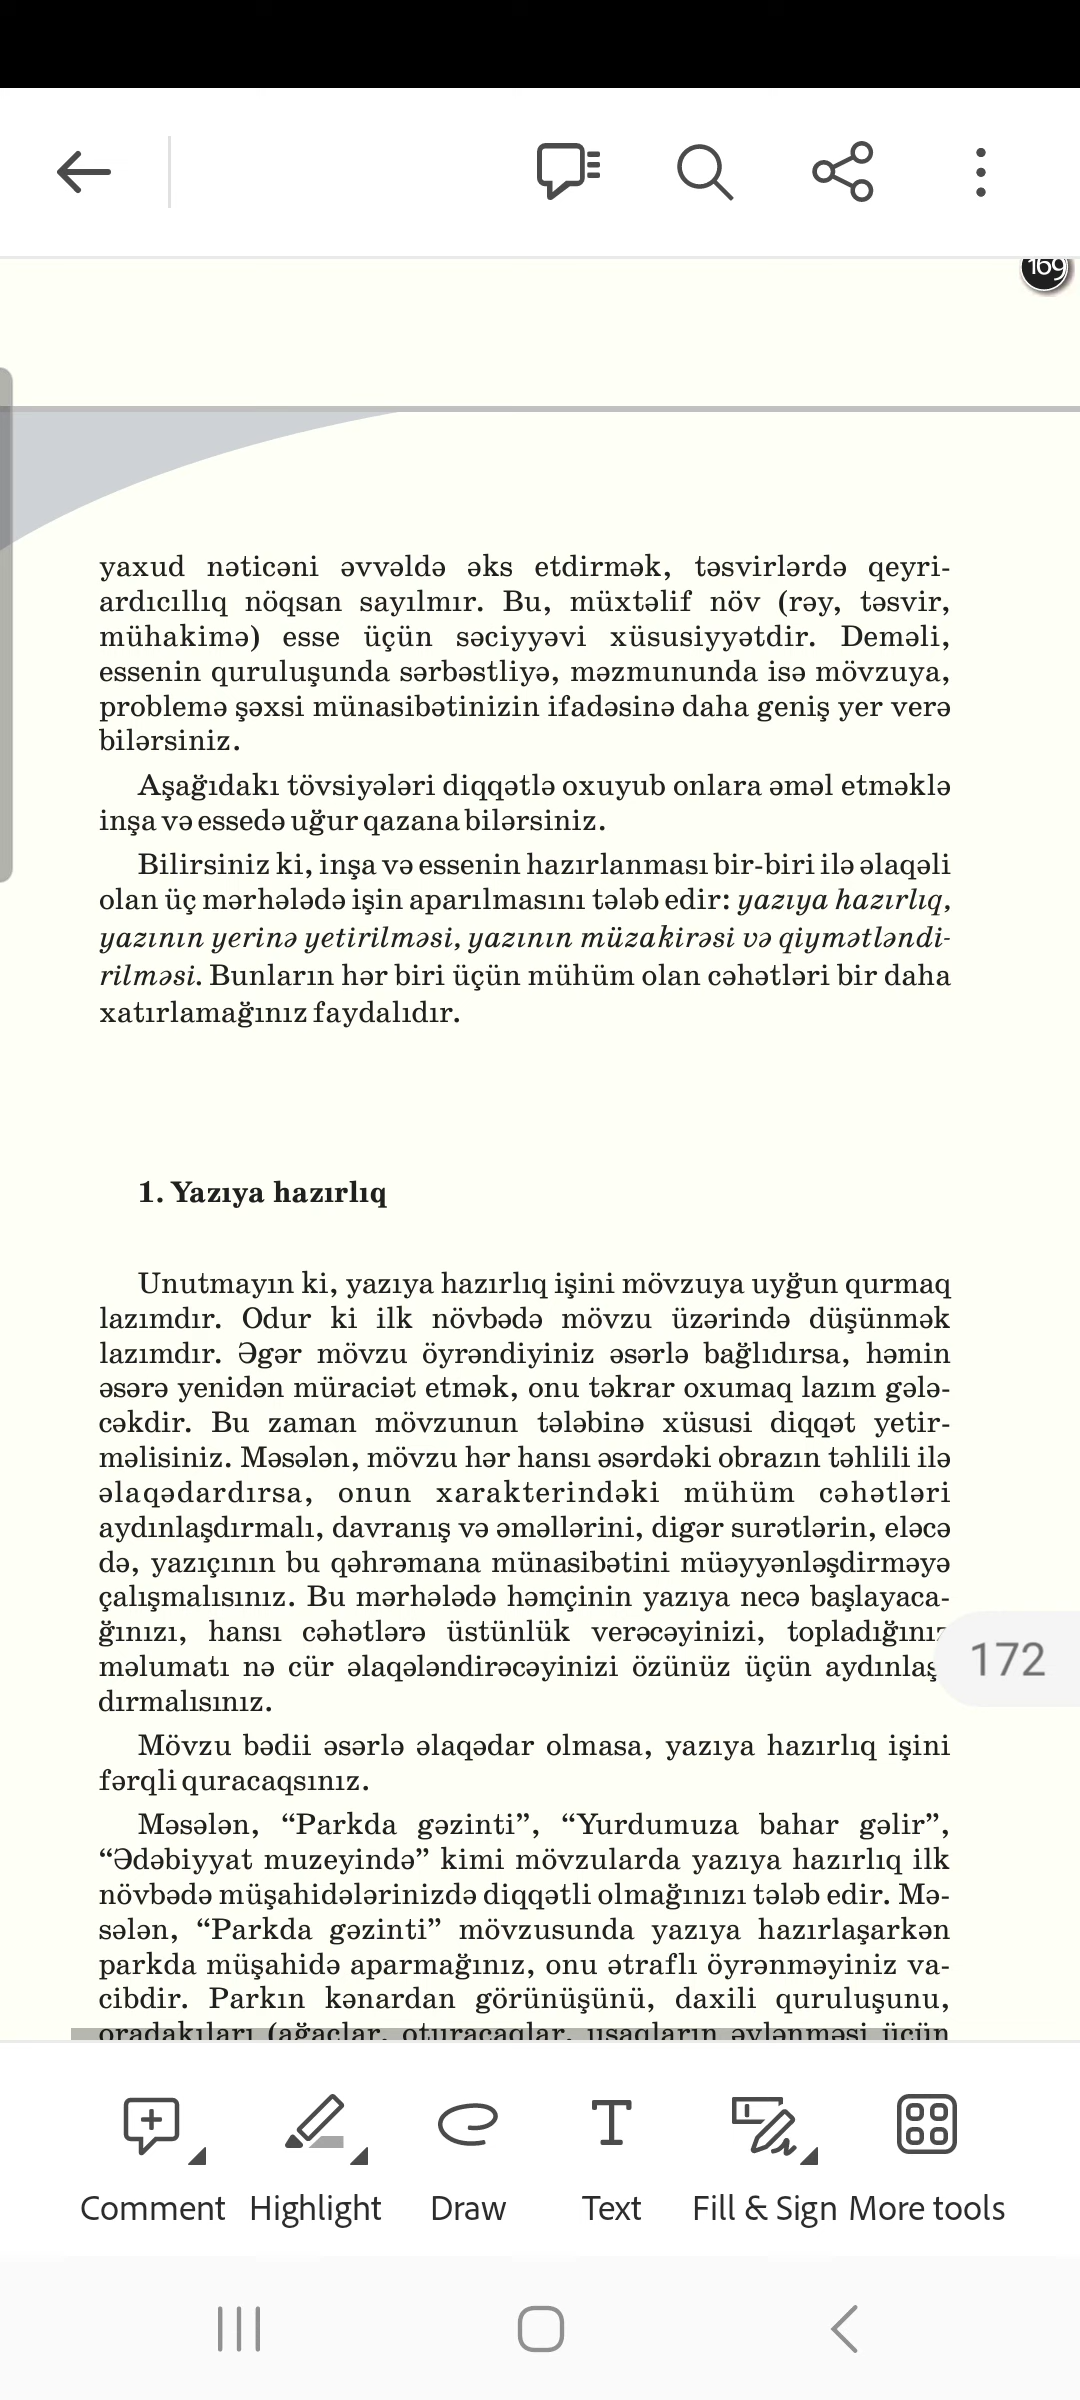 169
yaxud nəticəni əvvəldə əks etdirmək, təsvirlərdə qeyri-
ardıcıllıq nöqsan sayılmır. Bu, müxtəlif növ (rəy, təsvir,
mühakimə) esse üçün səciyyəvi xüsusiyyətdir. Deməli,
essenin quruluşunda sərbəstliyə, məzmununda isə mövzuya,
problemə şəxsi münasibətinizin ifadəsinə daha geniş yer verə
bilərsiniz.
Aşağıdakı tövsiyələri diqqətlə oxuyub onlara əməl etməklə
inşa və essedə uğur qazana bilərsiniz.
Bilirsiniz ki, inşa və essenin hazırlanması bir-biri ilə əlaqəli
olan üç mərhələdə işin aparılmasını tələb edir: yazıya hazırlıq,
yazının yerinə yetirilməsi, yazının müzakirəsi və qiymətləndi-
rilməsi. Bunların hər biri üçün mühüm olan cəhətləri bir daha
xatırlamağınız faydalıdır.
1. Yazıya hazırlıq
Unutmayın ki, yazıya hazırlıq işini mövzuya uyğun qurmaq
lazımdır. Odur ki ilk növbədə mövzu üzərində düşünmək
lazımdır. Əgər mövzu öyrəndiyiniz əsərlə bağlıdırsa, həmin
əsərə yenidən müraciət etmək, onu təkrar oxumaq lazım gələ-
cəkdir. Bu zaman mövzunun tələbinə xüsusi diqqət yetir-
məlisiniz. Məsələn, mövzu hər hansı əsərdəki obrazın təhlili ilə
əlaqədardırsa, onun xarakterindəki mühüm cəhətləri
aydınlaşdırmalı, davranış və əməllərini, digər surətlərin, eləcə
də, yazıçının bu qəhrəmana münasibətini müəyyənləşdirməyə
çalışmalısınız. Bu mərhələdə həmçinin yazıya necə başlayaca-
ğınızı, hansı cəhətlərə üstünlük verəcəyinizi, topladığınız
məlumatı nə cür əlaqələndirəcəyinizi özünüz üçün aydınlaş
172
dırmalısınız.
Mövzu bədii əsərlə əlaqədar olmasa, yazıya hazırlıq işini
fərqli quracaqsınız.
Məsələn, “Parkda gəzinti”, “Yurdumuza bahar gəlir”,
“Ədəbiyyat muzeyində” kimi mövzularda yazıya hazırlıq ilk
növbədə müşahidələrinizdə diqqətli olmağınızı tələb edir. Mə-
sələn, “Parkda gəzinti” mövzusunda yazıya hazırlaşarkən
parkda müşahidə aparmağınız, onu ətraflı öyrənməyiniz va-
cibdir. Parkın kənardan görünüşünü, daxili quruluşunu,
oradakıları (ağaclar, oturacaqlar, uşaqların əylənməsi üçün
Comment Highlight Draw Text Fill & Sign More tools